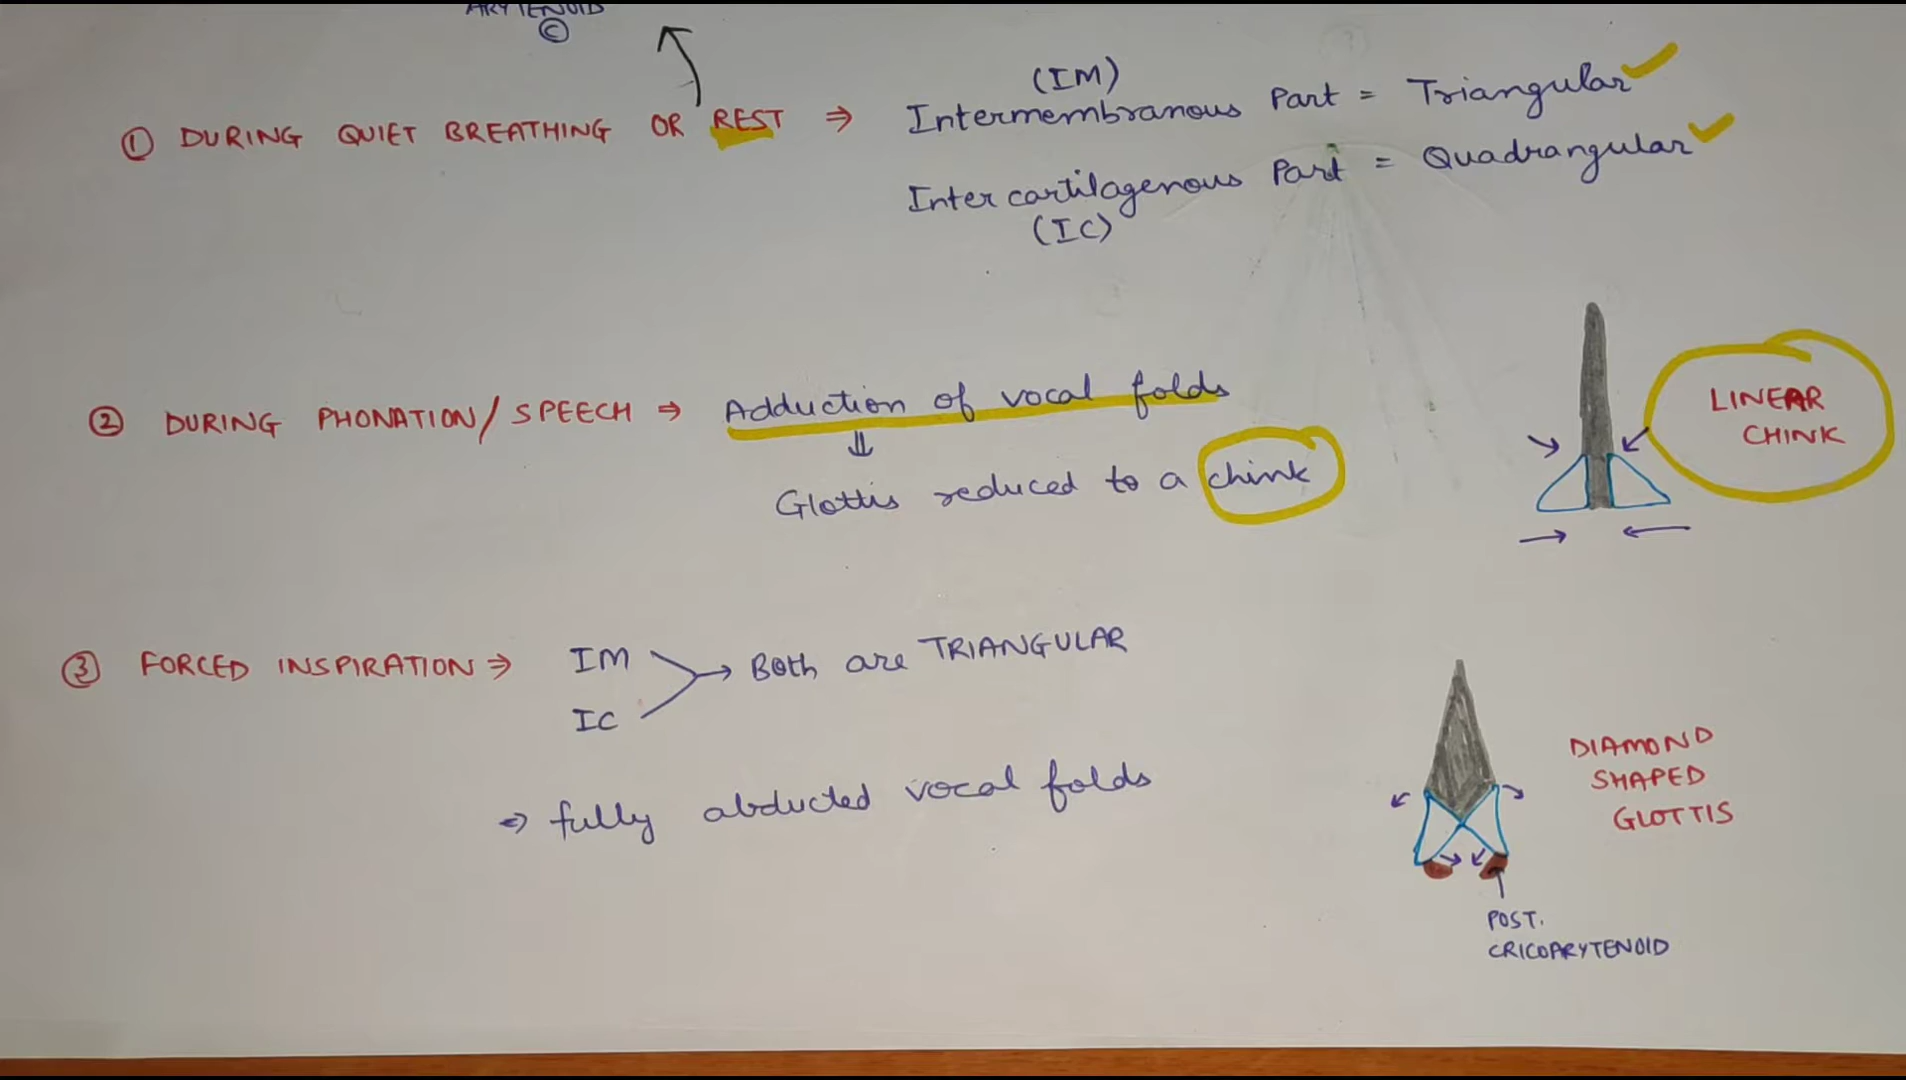 ARYTENOID
©
(IM)
① DURING QUIET BREATHING OR REST ⇒ Intermembranous Part = Triangular ✓
Intercartilagenous Part = Quadrangular ✓
(IC)
② DURING PHONATION/SPEECH ⇒ Adduction of vocal folds
⇓
Glottis reduced to a chink
LINEAR
CHINK
③ FORCED INSPIRATION ⇒ IM → Both are TRIANGULAR
IC
⇒ fully abducted vocal folds
DIAMOND
SHAPED
GLOTTIS
POST.
CRICOARYTENOID